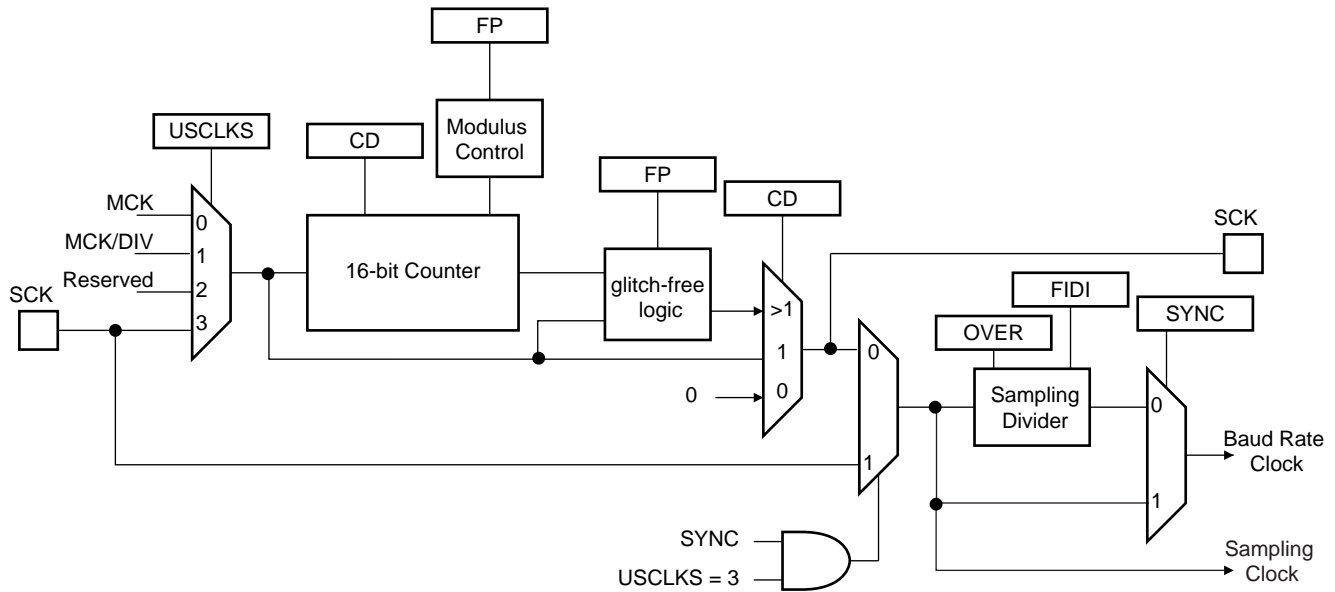 FP
USCLKS
CD
Modulus
Control
FP
CD
MCK
0
MCK/DIV
1
Reserved
2
SCK
3
16-bit Counter
glitch-free
logic
>1
1
0
0
SCK
FIDI
OVER
SYNC
0
1
Sampling
Divider
0
1
Baud Rate
Clock
SYNC
USCLKS = 3
Sampling
Clock